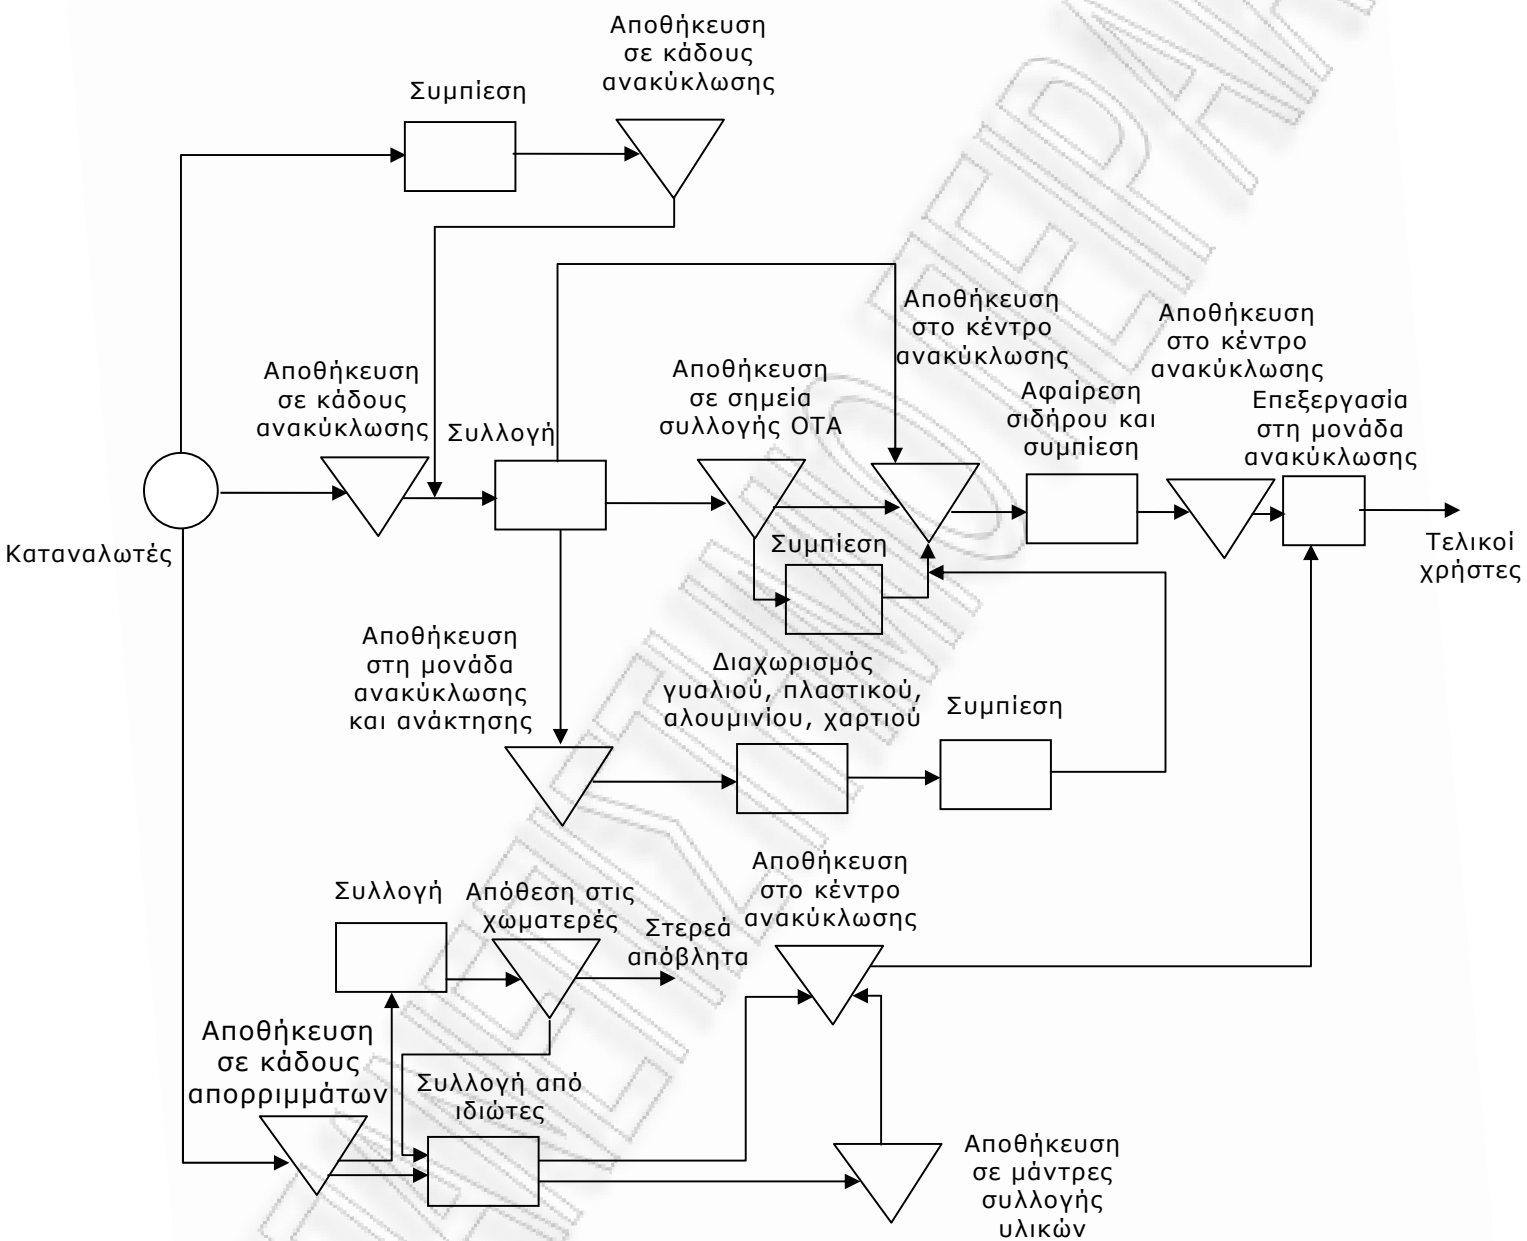 Αποθήκευση
σε κάδους
ανακύκλωσης
Συμπίεση
Αποθήκευση
στο κέντρο
ανακύκλωσης
Αποθήκευση
στο κέντρο
ανακύκλωσης
Αποθήκευση
σε κάδους
ανακύκλωσης
Συλλογή
Αποθήκευση
σε σημεία
συλλογής ΟΤΑ
Αφαίρεση
σιδήρου και
συμπίεση
Επεξεργασία
στη μονάδα
ανακύκλωσης
Καταναλωτές
Συμπίεση
Τελικοί
χρήστες
Αποθήκευση
στη μονάδα
ανακύκλωσης
και ανάκτησης
Διαχωρισμός
γυαλιού, πλαστικού,
αλουμινίου, χαρτιού
Συμπίεση
Συλλογή
Απόθεση στις
χωματερές
Στερεά
απόβλητα
Αποθήκευση
στο κέντρο
ανακύκλωσης
Αποθήκευση
σε κάδους
απορριμμάτων
Συλλογή από
ιδιώτες
Αποθήκευση
σε μάντρες
συλλογής
υλικών